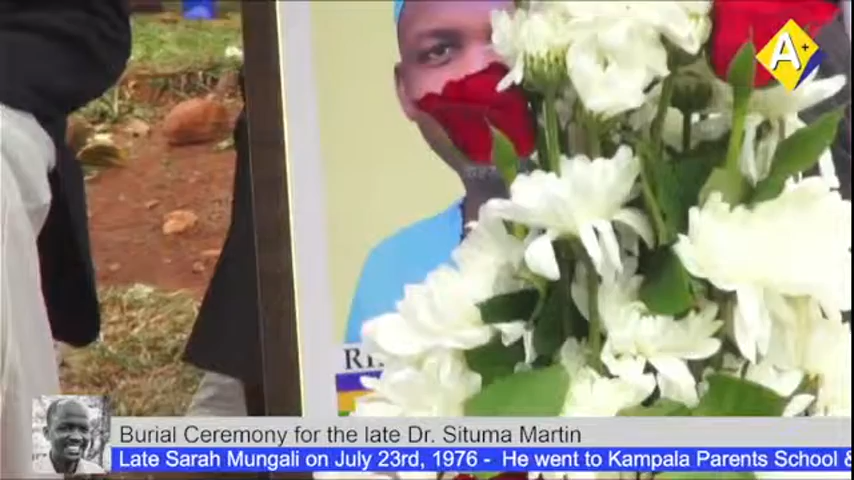 A+
Burial Ceremony for the late Dr. Situma Martin
Late Sarah Mungali on July 23rd, 1976 - He went to Kampala Parents School &